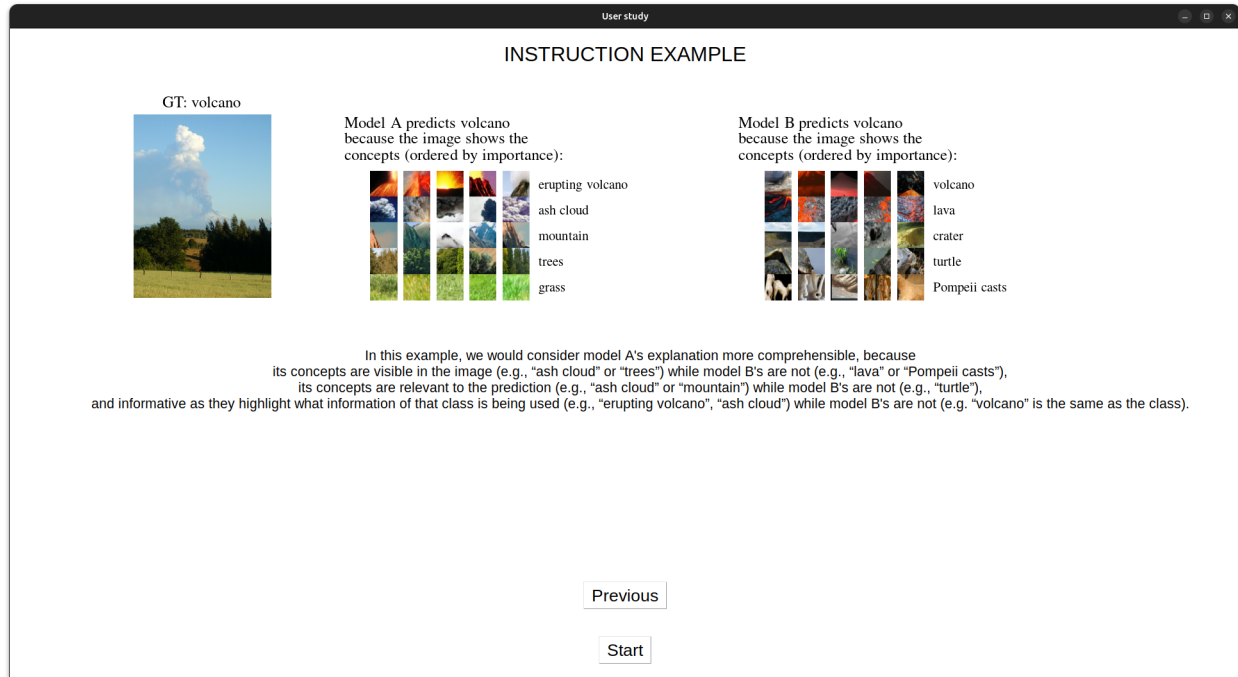 User study
INSTRUCTION EXAMPLE
GT: volcano
Model A predicts volcano
because the image shows the
concepts (ordered by importance):
erupting volcano
ash cloud
mountain
trees
grass
Model B predicts volcano
because the image shows the
concepts (ordered by importance):
volcano
lava
crater
turtle
Pompeii casts
In this example, we would consider model A's explanation more comprehensible, because
its concepts are visible in the image (e.g., “ash cloud” or “trees”) while model B's are not (e.g., “lava” or “Pompeii casts”),
its concepts are relevant to the prediction (e.g., “ash cloud” or “mountain”) while model B's are not (e.g., “turtle”),
and informative as they highlight what information of that class is being used (e.g., “erupting volcano”, “ash cloud”) while model B's are not (e.g. “volcano” is the same as the class).
Previous
Start